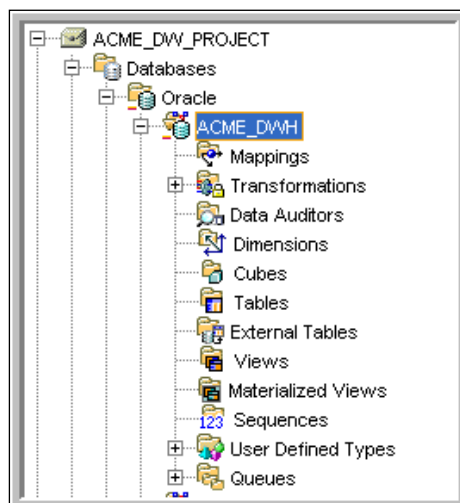 ACME_DW_PROJECT
Databases
Oracle
ACME_DWH
Mappings
Transformations
Data Auditors
Dimensions
Cubes
Tables
External Tables
Views
Materialized Views
123 Sequences
User Defined Types
Queues